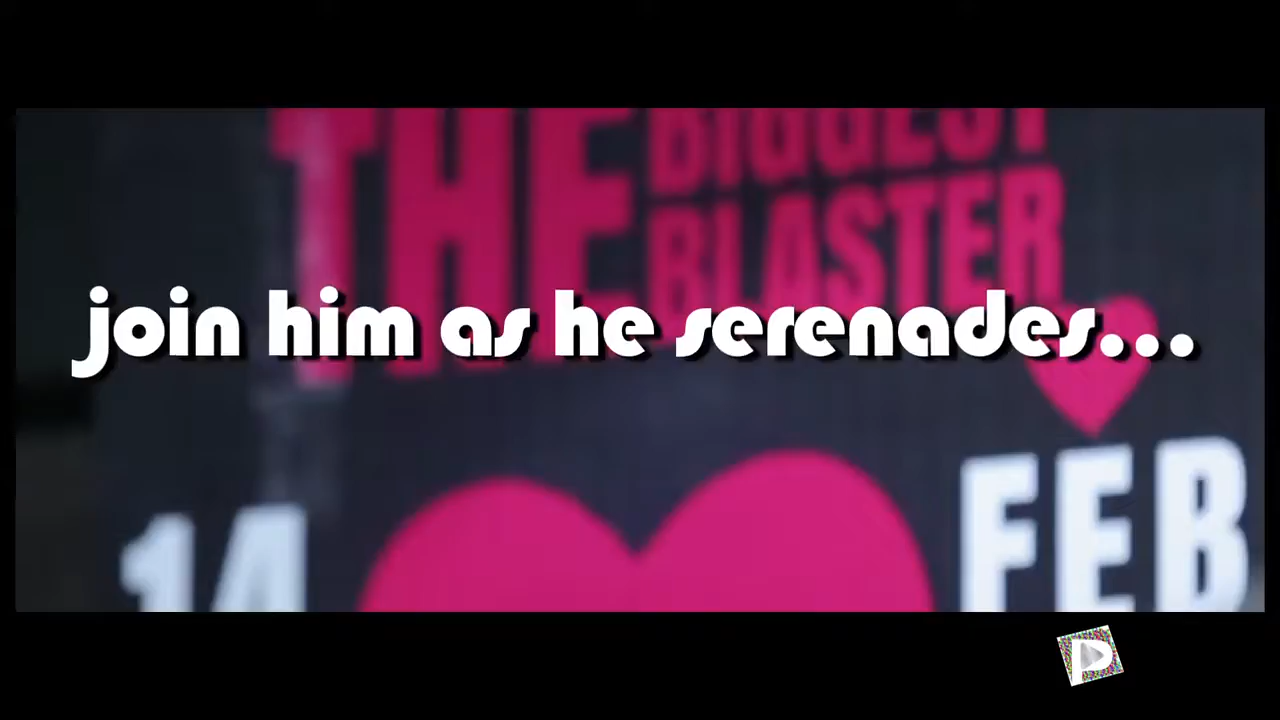 THE BIGGEST
BLASTER
join him as he serenades...
14 FEB
P